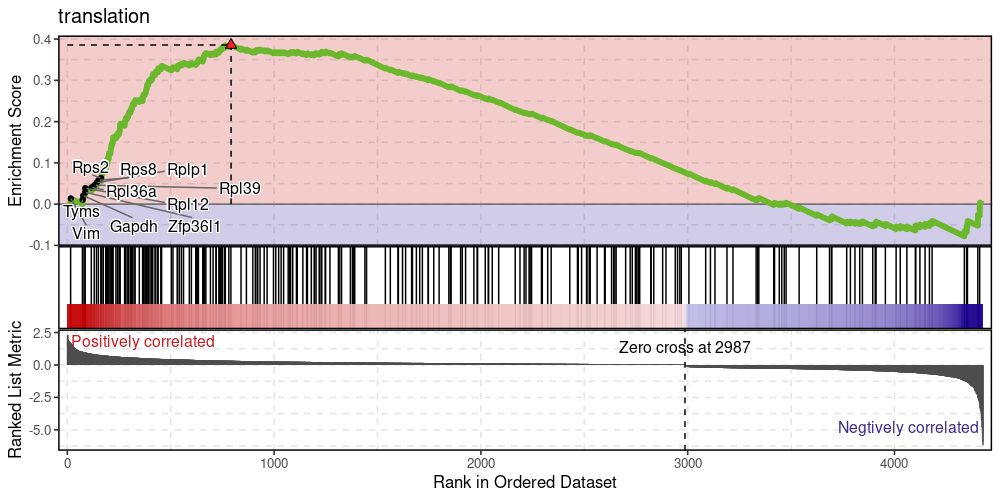 translation
Enrichment Score
0.4
0.3
0.2
0.1
0.0
-0.1
Rps2
Rps8
Rplp1
Rpl36a
Rpl39
Rpl12
Tyms
Vim
Gapdh
Zfp36l1
Ranked List Metric
2.5
0.0
-2.5
-5.0
Positively correlated
Zero cross at 2987
Negtively correlated
0
1000
2000
3000
4000
Rank in Ordered Dataset